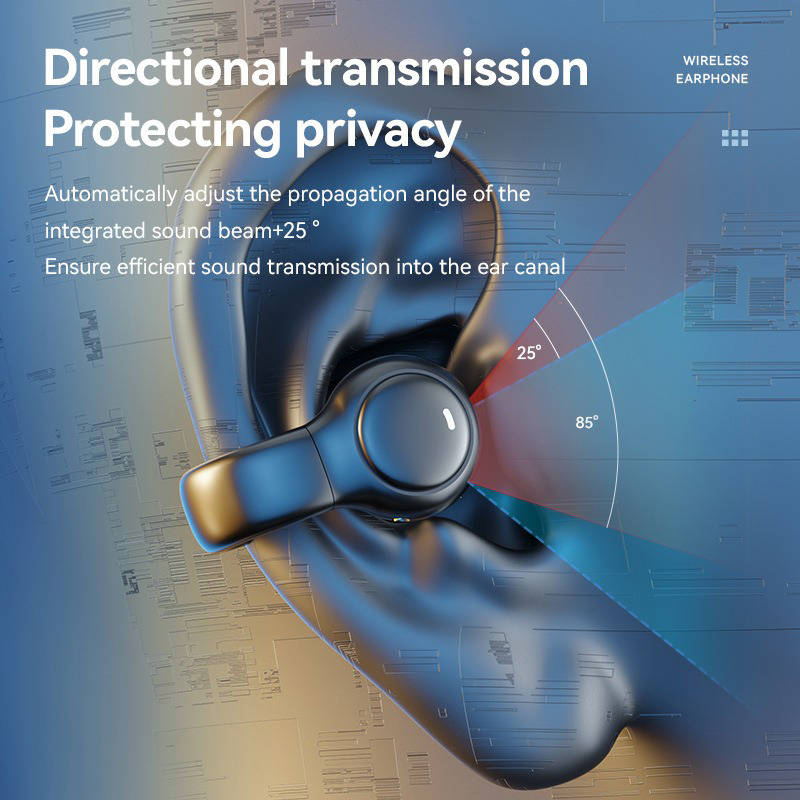 Directional transmission
Protecting privacy
WIRELESS
EARPHONE
Automatically adjust the propagation angle of the
integrated sound beam+25 °
Ensure efficient sound transmission into the ear canal
25°
85°